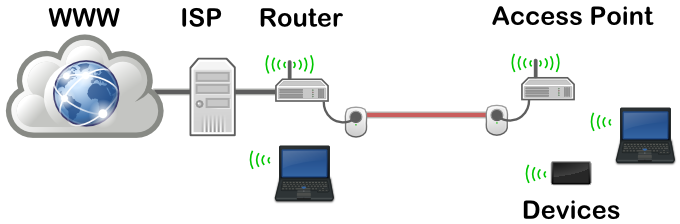 WWW
ISP
Router
Access Point
Devices